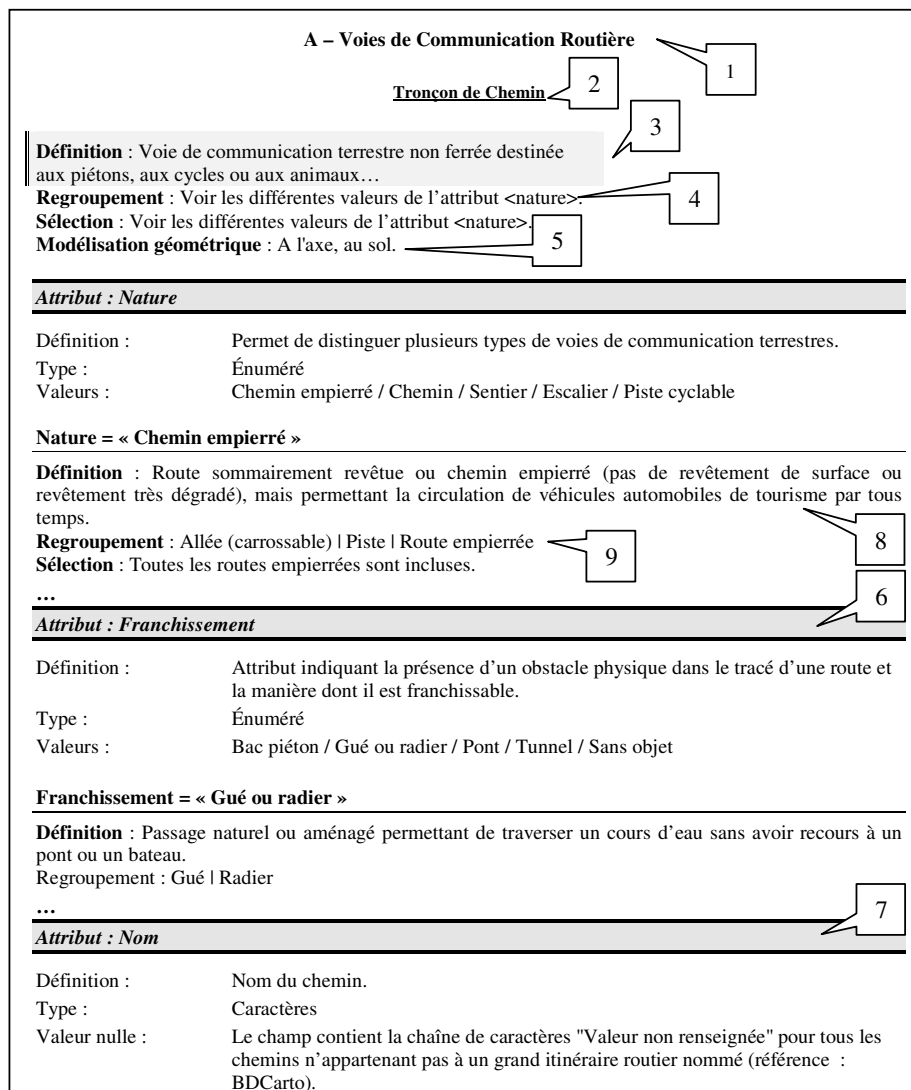 A – Voies de Communication Routière
1
Tronçon de Chemin
2
3
Définition : Voie de communication terrestre non ferrée destinée
aux piétons, aux cycles ou aux animaux…
Regroupement : Voir les différentes valeurs de l'attribut <nature>.
4
Sélection : Voir les différentes valeurs de l'attribut <nature>.
Modélisation géométrique : A l'axe, au sol.
5
Attribut : Nature
Définition : Permet de distinguer plusieurs types de voies de communication terrestres.
Type : Énuméré
Valeurs : Chemin empierré / Chemin / Sentier / Escalier / Piste cyclable
Nature = « Chemin empierré »
Définition : Route sommairement revêtue ou chemin empierré (pas de revêtement de surface ou
revêtement très dégradé), mais permettant la circulation de véhicules automobiles de tourisme par tous
temps.
8
Regroupement : Allée (carrossable) | Piste | Route empierrée
9
Sélection : Toutes les routes empierrées sont incluses.
…
6
Attribut : Franchissement
Définition : Attribut indiquant la présence d'un obstacle physique dans le tracé d'une route et
la manière dont il est franchissable.
Type : Énuméré
Valeurs : Bac piéton / Gué ou radier / Pont / Tunnel / Sans objet
Franchissement = « Gué ou radier »
Définition : Passage naturel ou aménagé permettant de traverser un cours d'eau sans avoir recours à un
pont ou un bateau.
Regroupement : Gué | Radier
…
7
Attribut : Nom
Définition : Nom du chemin.
Type : Caractères
Valeur nulle : Le champ contient la chaîne de caractères "Valeur non renseignée" pour tous les
chemins n'appartenant pas à un grand itinéraire routier nommé (référence :
BDCarto).